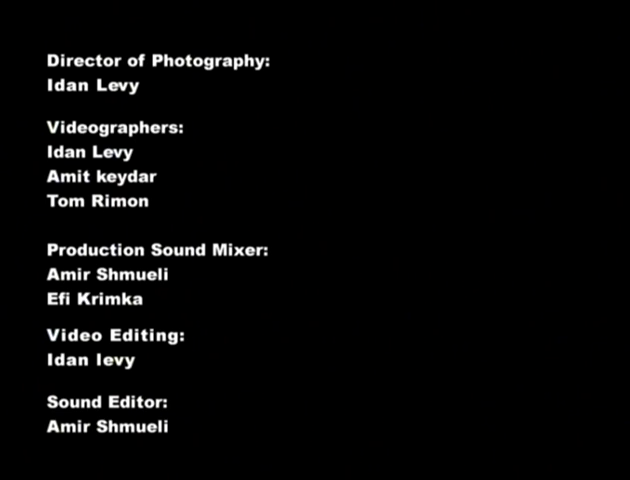 Director of Photography:
Idan Levy
Videographers:
Idan Levy
Amit keydar
Tom Rimon
Production Sound Mixer:
Amir Shmueli
Efi Krimka
Video Editing:
Idan levy
Sound Editor:
Amir Shmueli